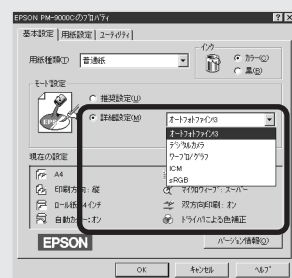 EPSON PM-9000Cのプロパティ
基本設定 用紙設定 ユーティリティ
用紙種類(T) 普通紙
インク
カラー(C)
黒(B)
モード設定
推奨設定(U)
詳細設定(M) オートフォトファイン!3
オートフォトファイン!3
デジタルカメラ
ワープロ/グラフ
ICM
sRGB
現在の設定
A4
印刷方向:縦 マイクロウィーブ:スーパー
ロール紙 インチ 双方向印刷:オン
自動カッター:オン ドライバによる色補正
EPSON バージョン情報(O)
OK キャンセル ヘルプ